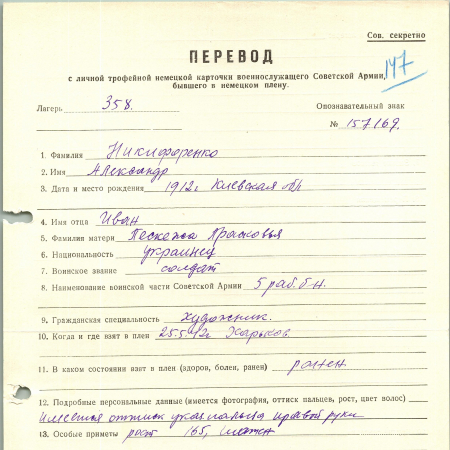 Сов. секретно
ПЕРЕВОД
147
с личной трофейной немецкой карточки военнослужащего Советской Армии,
бывшего в немецком плену.
Лагерь 358. Опознавательный знак
№ 157169.
1. Фамилия Никифоренко
2. Имя Александр
3. Дата и место рождения 1912г Киевская обл
4. Имя отца Иван
5. Фамилия матери Прасковья
6. Национальность украинец
7. Воинское звание солдат
8. Наименование воинской части Советской Армии 5 раб. б-н.
9. Гражданская специальность художник.
10. Когда и где взят в плен 25.5.42г. Харьков.
11. В каком состоянии взят в плен (здоров, болен, ранен) ранен
12. Подробные персональные данные (имеется фотография, оттиск пальцев, рост, цвет волос)
Имеется оттиск указ пальца правой руки
13. Особые приметы рост 165,